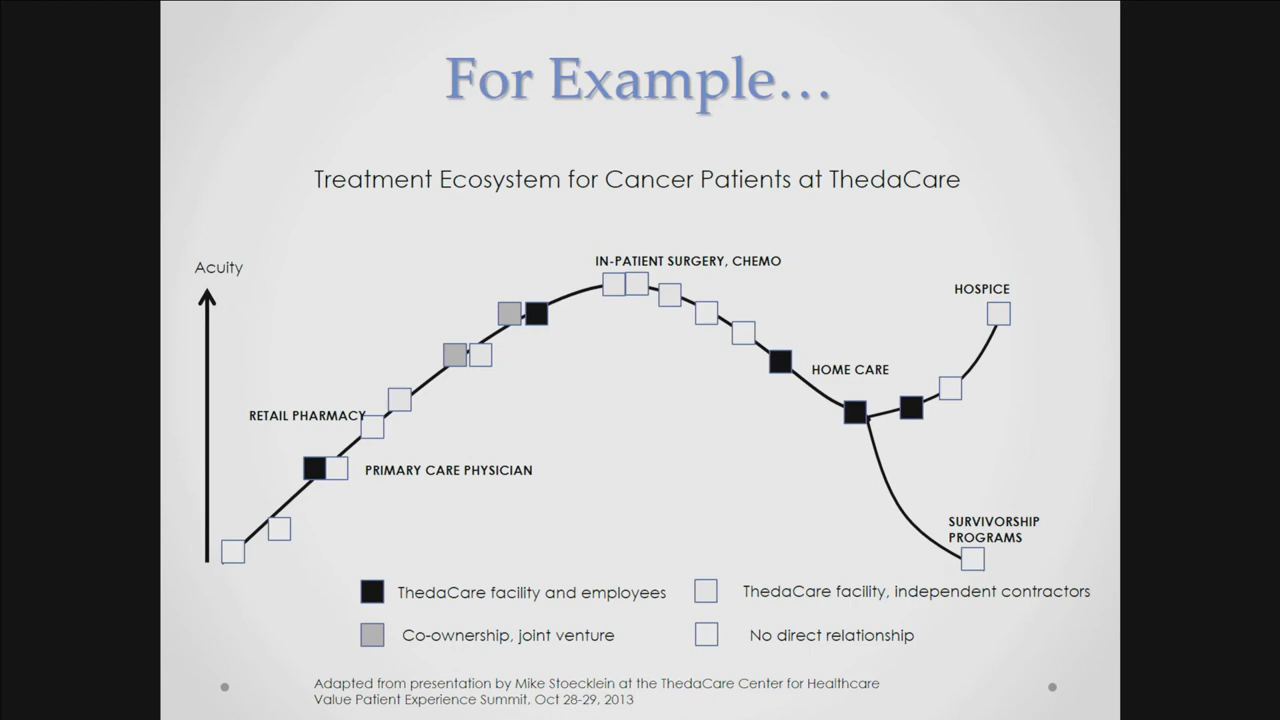 For Example…
Treatment Ecosystem for Cancer Patients at ThedaCare
Acuity
IN-PATIENT SURGERY, CHEMO
HOSPICE
HOME CARE
RETAIL PHARMACY
PRIMARY CARE PHYSICIAN
SURVIVORSHIP
PROGRAMS
ThedaCare facility and employees
ThedaCare facility, independent contractors
Co-ownership, joint venture
No direct relationship
Adapted from presentation by Mike Stoecklein at the ThedaCare Center for Healthcare
Value Patient Experience Summit, Oct 28-29, 2013